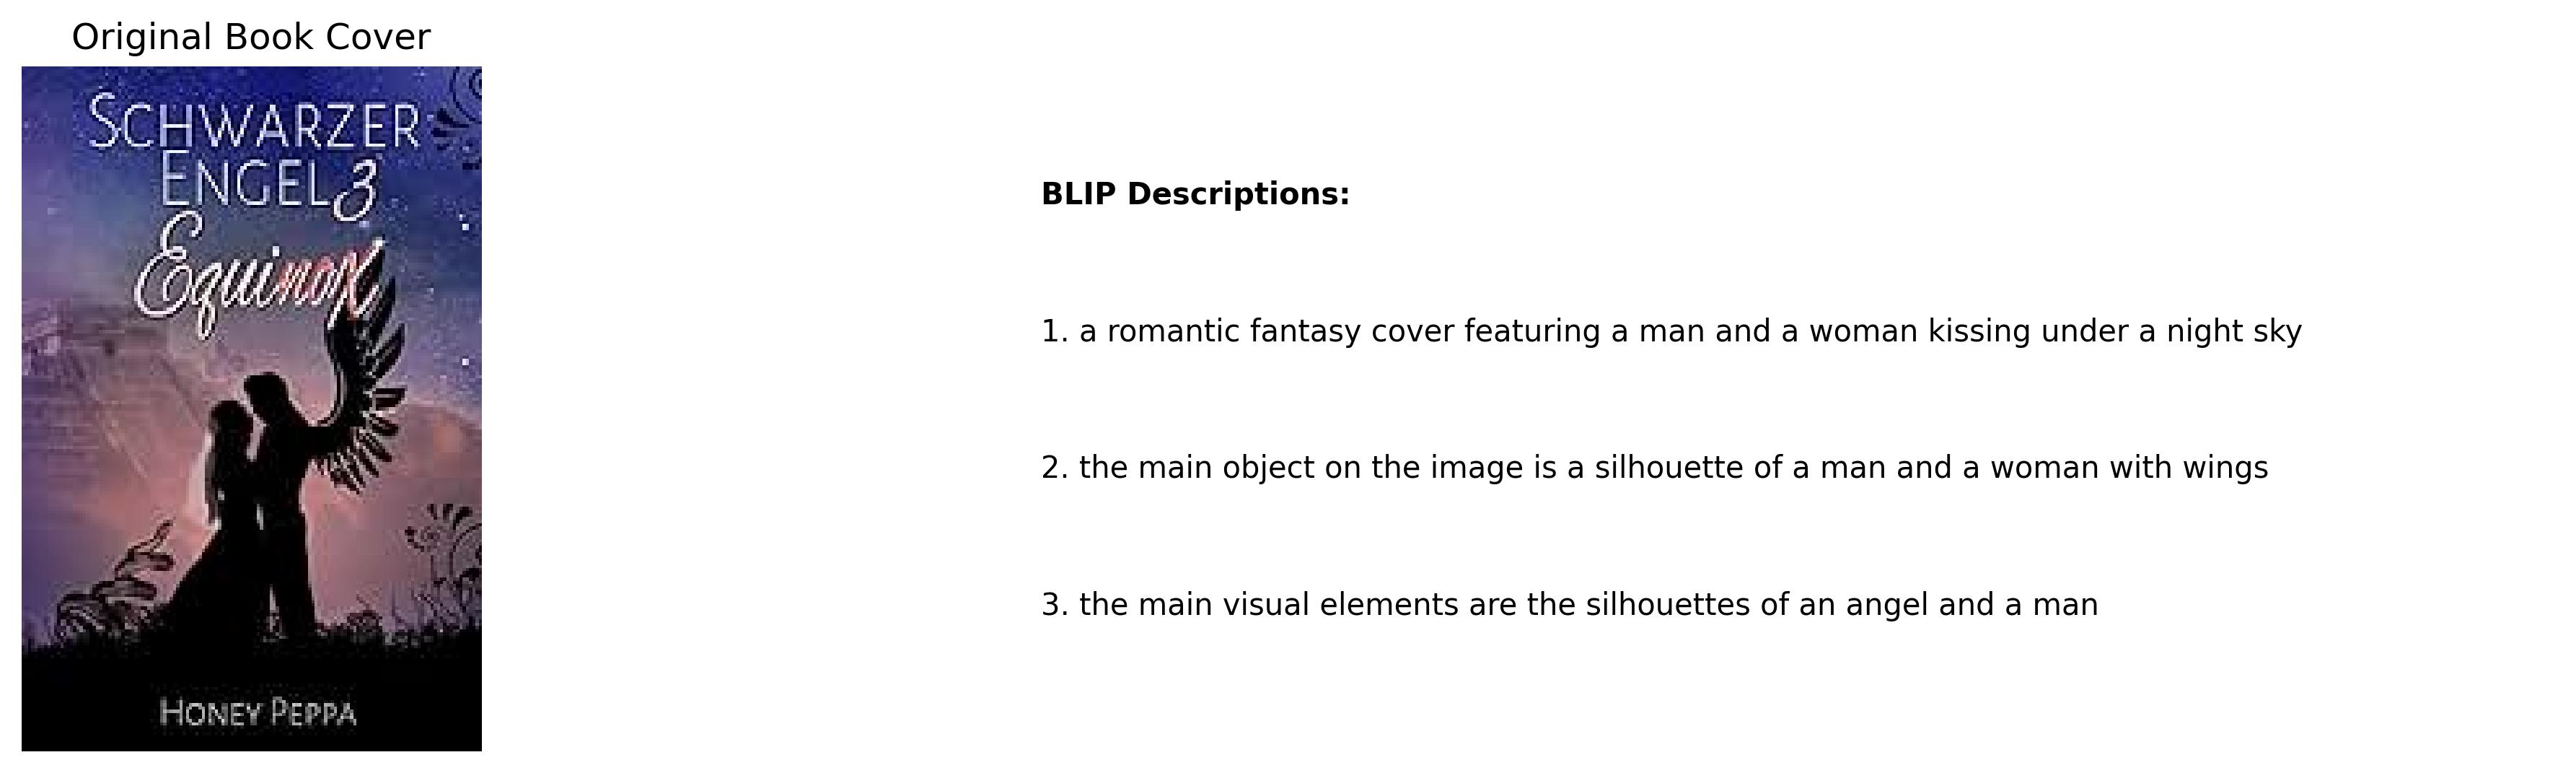 Original Book Cover
SCHWARZER
ENGEL 3
Equinox
HONEY PEPPA
BLIP Descriptions:
1. a romantic fantasy cover featuring a man and a woman kissing under a night sky
2. the main object on the image is a silhouette of a man and a woman with wings
3. the main visual elements are the silhouettes of an angel and a man